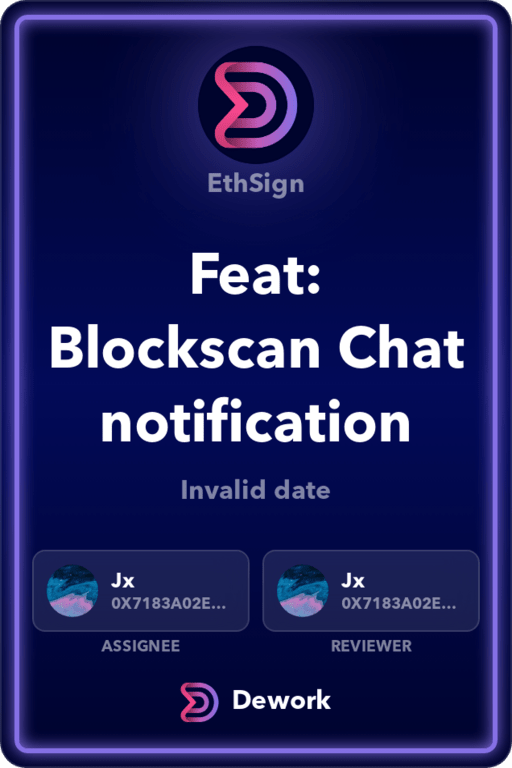 EthSign
Feat:
Blockscan Chat
notification
Invalid date
Jx
0X7183A02E...
Jx
0X7183A02E...
ASSIGNEE
REVIEWER
Dework